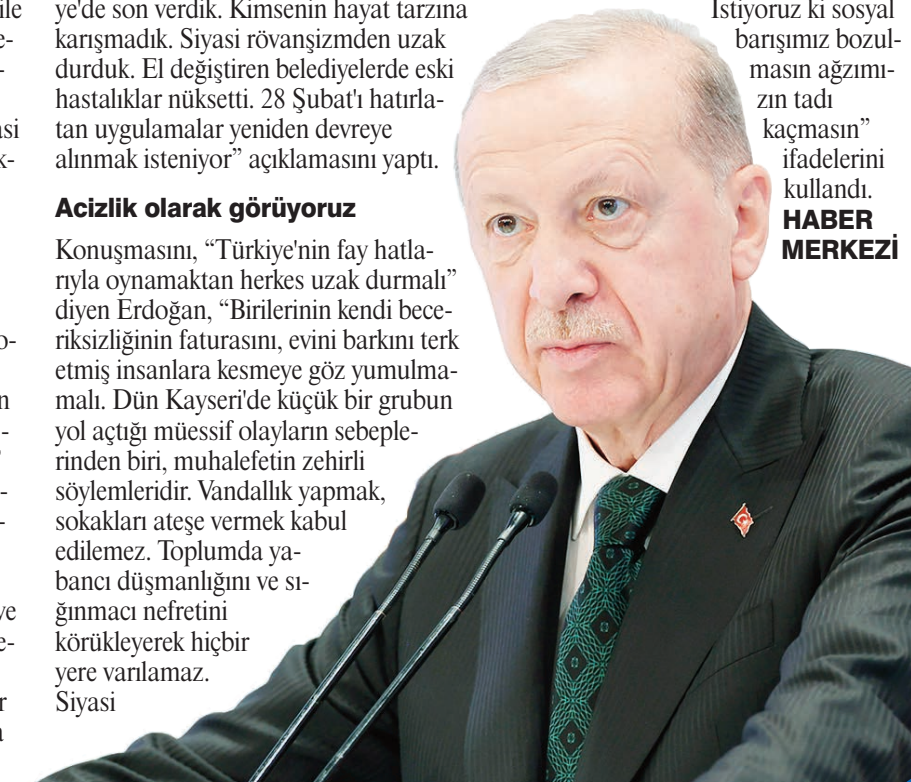 ile
e-
-
asi
k-
o-
n
-
-
-
ye
e-
r
a
ye'de son verdik. Kimsenin hayat tarzına
karışmadık. Siyasi rövanşizmden uzak
durduk. El değiştiren belediyelerde eski
hastalıklar nüksetti. 28 Şubat'ı hatırla-
tan uygulamalar yeniden devreye
alınmak isteniyor” açıklamasını yaptı.
Acizlik olarak görüyoruz
Konuşmasını, “Türkiye'nin fay hatla-
rıyla oynamaktan herkes uzak durmalı”
diyen Erdoğan, “Birilerinin kendi bece-
riksizliğinin faturasını, evini barkını terk
etmiş insanlara kesmeye göz yumulma-
malı. Dün Kayseri'de küçük bir grubun
yol açtığı müessif olayların sebeple-
rinden biri, muhalefetin zehirli
söylemleridir. Vandallık yapmak,
sokakları ateşe vermek kabul
edilemez. Toplumda ya-
bancı düşmanlığını ve sı-
ğınmacı nefretini
körükleyerek hiçbir
yere varılamaz.
Siyasi
İstiyoruz ki sosyal
barışımız bozul-
masın ağzımı-
zın tadı
kaçmasın”
ifadelerini
kullandı.
HABER
MERKEZİ